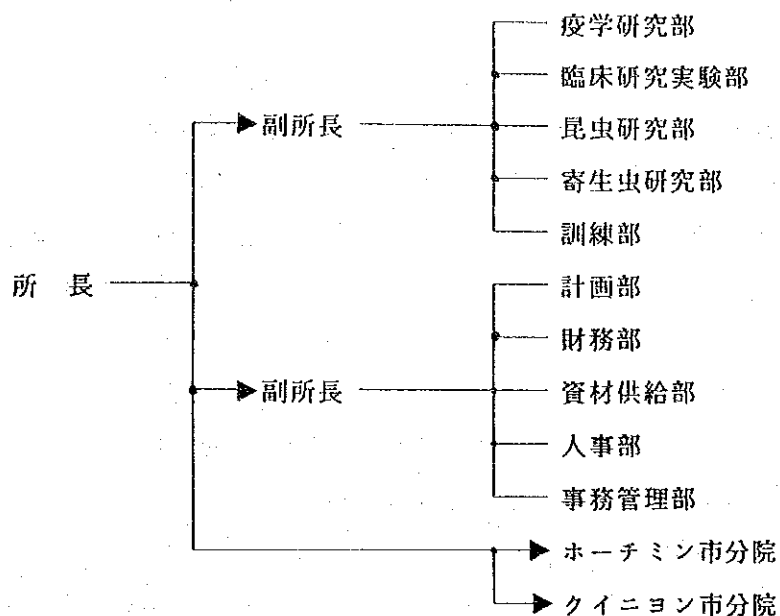 疫学研究部
臨床研究実験部
副所長
昆虫研究部
寄生虫研究部
訓練部
所 長
計画部
財務部
副所長
資材供給部
人事部
事務管理部
ホーチミン市分院
クイニヨン市分院